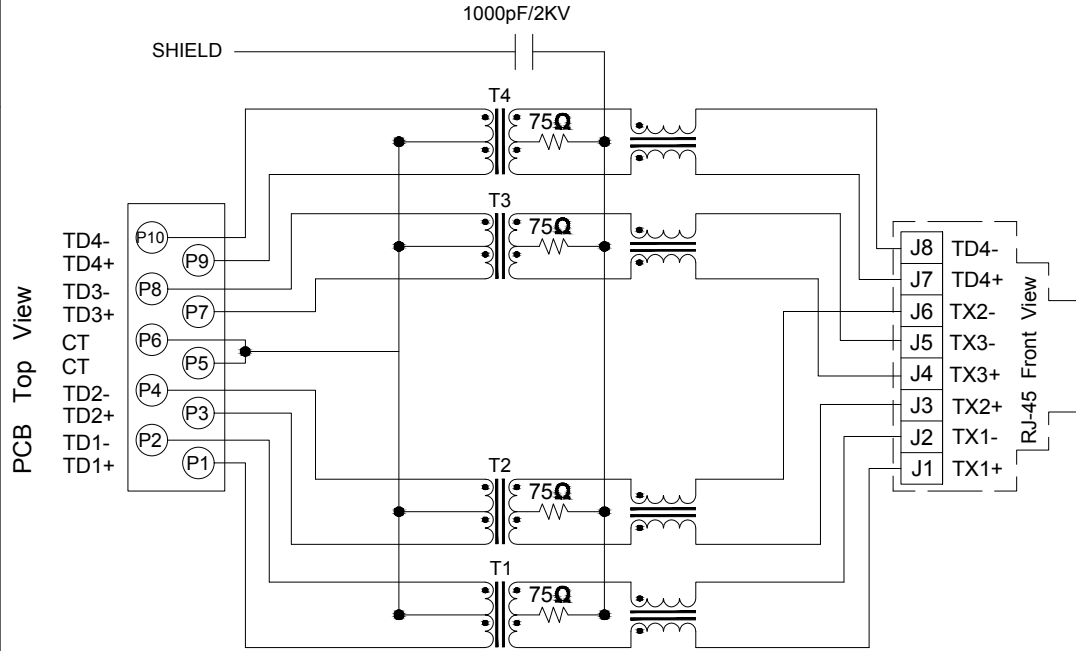 1000pF/2KV
SHIELD
T4
75Ω
T3
75Ω
PCB Top View
TD4-
TD4+
TD3-
TD3+
CT
CT
TD2-
TD2+
TD1-
TD1+
P10
P9
P8
P7
P6
P5
P4
P3
P2
P1
T2
75Ω
T1
75Ω
J8 TD4-
J7 TD4+
J6 TX2-
J5 TX3-
J4 TX3+
J3 TX2+
J2 TX1-
J1 TX1+
RJ-45 Front View